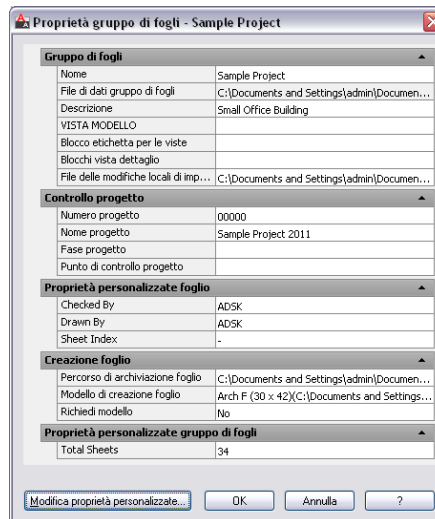 Proprietà gruppo di fogli - Sample Project
Gruppo di fogli
Nome Sample Project
File di dati gruppo di fogli C:\Documents and Settings\admin\Documen...
Descrizione Small Office Building
VISTA MODELLO
Blocco etichetta per le viste
Blocchi vista dettaglio
File delle modifiche locali di imp... C:\Documents and Settings\admin\Documen...
Controllo progetto
Numero progetto 00000
Nome progetto Sample Project 2011
Fase progetto
Punto di controllo progetto
Proprietà personalizzate foglio
Checked By ADSK
Drawn By ADSK
Sheet Index -
Creazione foglio
Percorso di archiviazione foglio C:\Documents and Settings\admin\Documen...
Modello di creazione foglio Arch F (30 x 42)(C:\Documents and Settings...
Richiedi modello No
Proprietà personalizzate gruppo di fogli
Total Sheets 34
Modifica proprietà personalizzate... OK Annulla ?